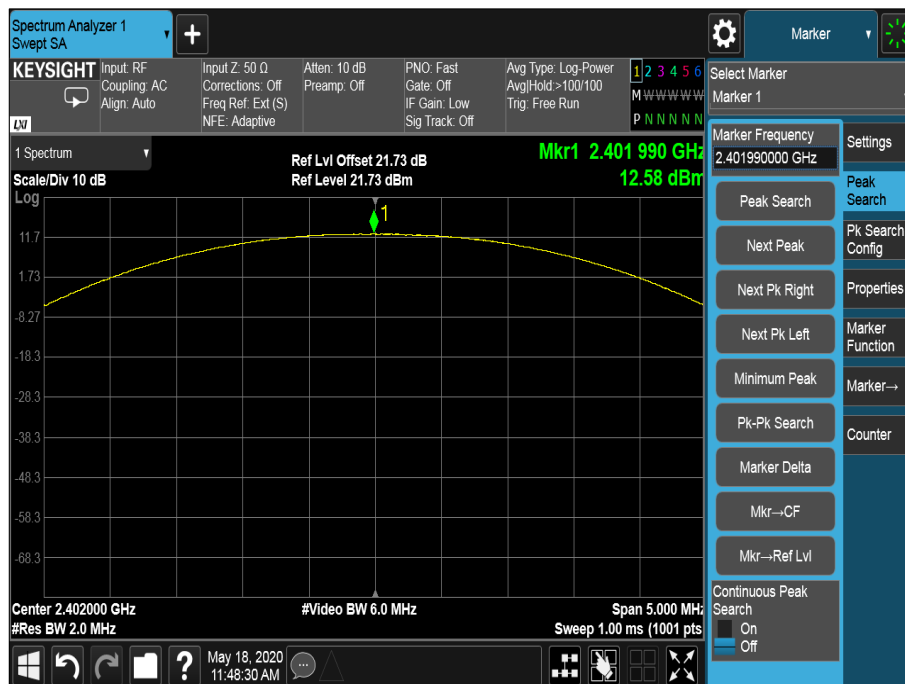 Spectrum Analyzer 1
Swept SA
+
Marker
KEYSIGHT
LXI
Input: RF
Coupling: AC
Align: Auto
Input Z: 50 Ω
Corrections: Off
Freq Ref: Ext (S)
NFE: Adaptive
Atten: 10 dB
Preamp: Off
PNO: Fast
Gate: Off
IF Gain: Low
Sig Track: Off
Avg Type: Log-Power
Avg|Hold:>100/100
Trig: Free Run
1 2 3 4 5 6
M W W W W W
P N N N N N
Select Marker
Marker 1
1 Spectrum
Scale/Div 10 dB
Log
Ref Lvl Offset 21.73 dB
Ref Level 21.73 dBm
Mkr1 2.401 990 GHz
12.58 dBm
1
11.7
1.73
-8.27
-18.3
-28.3
-38.3
-48.3
-58.3
-68.3
Center 2.402000 GHz
#Res BW 2.0 MHz
#Video BW 6.0 MHz
Span 5.000 MHz
Sweep 1.00 ms (1001 pts
Marker Frequency
2.401990000 GHz
Peak Search
Next Peak
Next Pk Right
Next Pk Left
Minimum Peak
Pk-Pk Search
Marker Delta
Mkr→CF
Mkr→Ref Lvl
Continuous Peak
Search
On
Off
Settings
Peak
Search
Pk Search
Config
Properties
Marker
Function
Marker→
Counter
?
May 18, 2020
11:48:30 AM